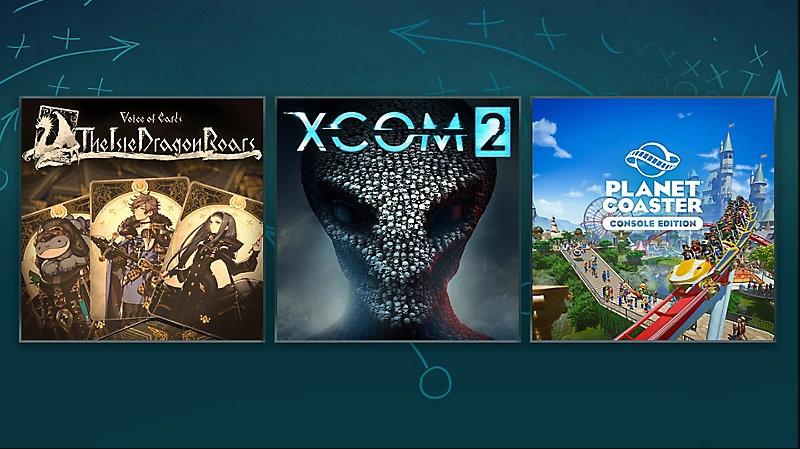 Voice of Cards
The Isle Dragon Roars
XCOM 2
PLANET
COASTER
CONSOLE EDITION